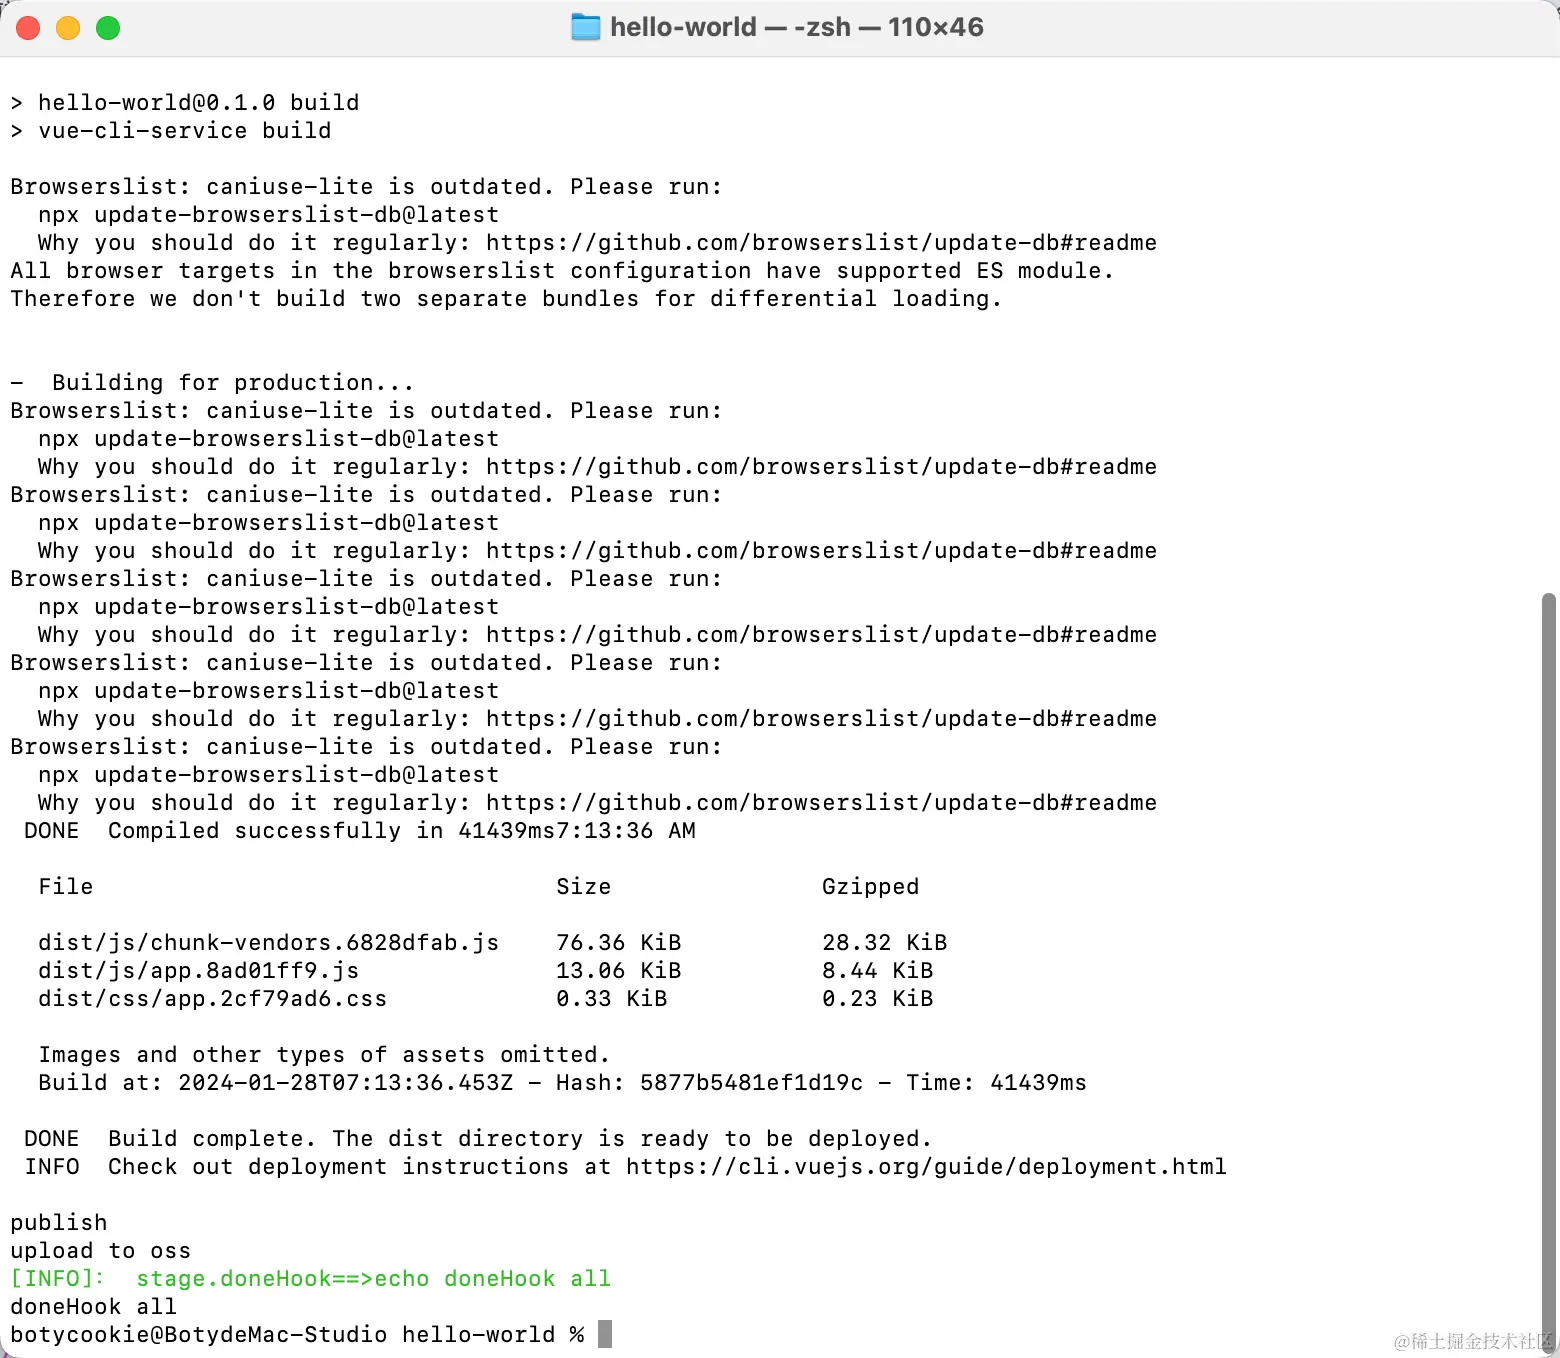 hello-world — -zsh — 110×46
> hello-world@0.1.0 build
> vue-cli-service build
Browserslist: caniuse-lite is outdated. Please run:
  npx update-browserslist-db@latest
  Why you should do it regularly: https://github.com/browserslist/update-db#readme
All browser targets in the browserslist configuration have supported ES module.
Therefore we don't build two separate bundles for differential loading.
-  Building for production...
Browserslist: caniuse-lite is outdated. Please run:
  npx update-browserslist-db@latest
  Why you should do it regularly: https://github.com/browserslist/update-db#readme
Browserslist: caniuse-lite is outdated. Please run:
  npx update-browserslist-db@latest
  Why you should do it regularly: https://github.com/browserslist/update-db#readme
Browserslist: caniuse-lite is outdated. Please run:
  npx update-browserslist-db@latest
  Why you should do it regularly: https://github.com/browserslist/update-db#readme
Browserslist: caniuse-lite is outdated. Please run:
  npx update-browserslist-db@latest
  Why you should do it regularly: https://github.com/browserslist/update-db#readme
Browserslist: caniuse-lite is outdated. Please run:
  npx update-browserslist-db@latest
  Why you should do it regularly: https://github.com/browserslist/update-db#readme
 DONE  Compiled successfully in 41439ms7:13:36 AM
  File                                 Size               Gzipped
  dist/js/chunk-vendors.6828dfab.js    76.36 KiB          28.32 KiB
  dist/js/app.8ad01ff9.js              13.06 KiB          8.44 KiB
  dist/css/app.2cf79ad6.css            0.33 KiB           0.23 KiB
  Images and other types of assets omitted.
  Build at: 2024-01-28T07:13:36.453Z - Hash: 5877b5481ef1d19c - Time: 41439ms
 DONE  Build complete. The dist directory is ready to be deployed.
 INFO  Check out deployment instructions at https://cli.vuejs.org/guide/deployment.html
publish
upload to oss
[INFO]:  stage.doneHook==>echo doneHook all
doneHook all
botycookie@BotydeMac-Studio hello-world %
@稀土掘金技术社区